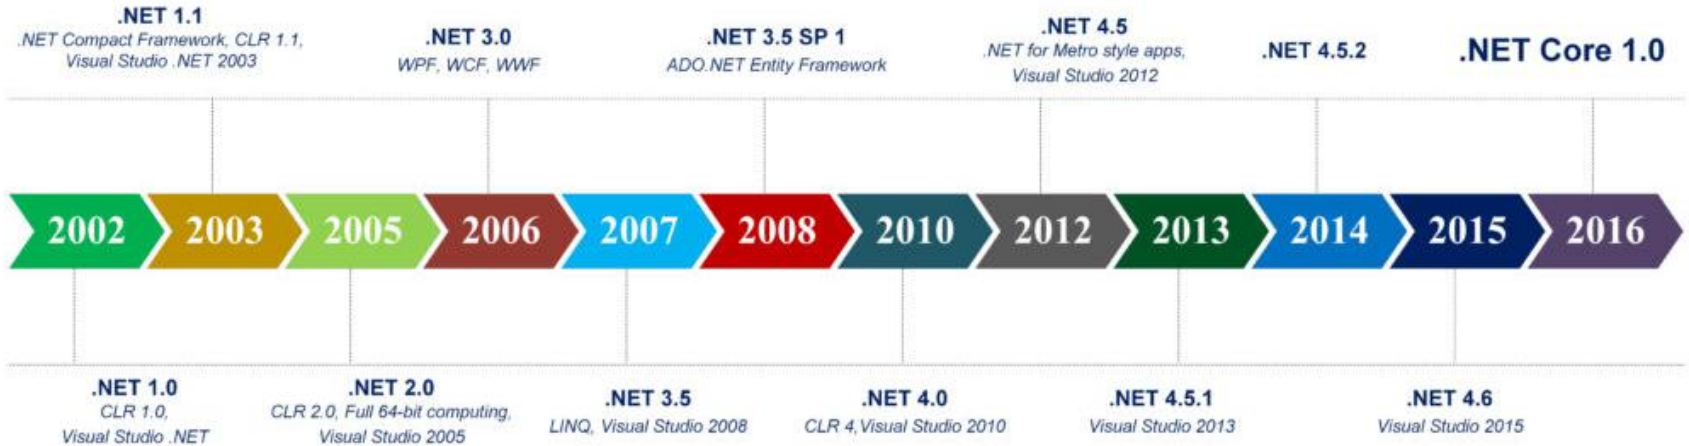 .NET 1.1
.NET Compact Framework, CLR 1.1,
Visual Studio .NET 2003
.NET 3.0
WPF, WCF, WWF
.NET 3.5 SP 1
ADO.NET Entity Framework
.NET 4.5
.NET for Metro style apps,
Visual Studio 2012
.NET 4.5.2
.NET Core 1.0
2002
2003
2005
2006
2007
2008
2010
2012
2013
2014
2015
2016
.NET 1.0
CLR 1.0,
Visual Studio .NET
.NET 2.0
CLR 2.0, Full 64-bit computing,
Visual Studio 2005
.NET 3.5
LINQ, Visual Studio 2008
.NET 4.0
CLR 4,Visual Studio 2010
.NET 4.5.1
Visual Studio 2013
.NET 4.6
Visual Studio 2015